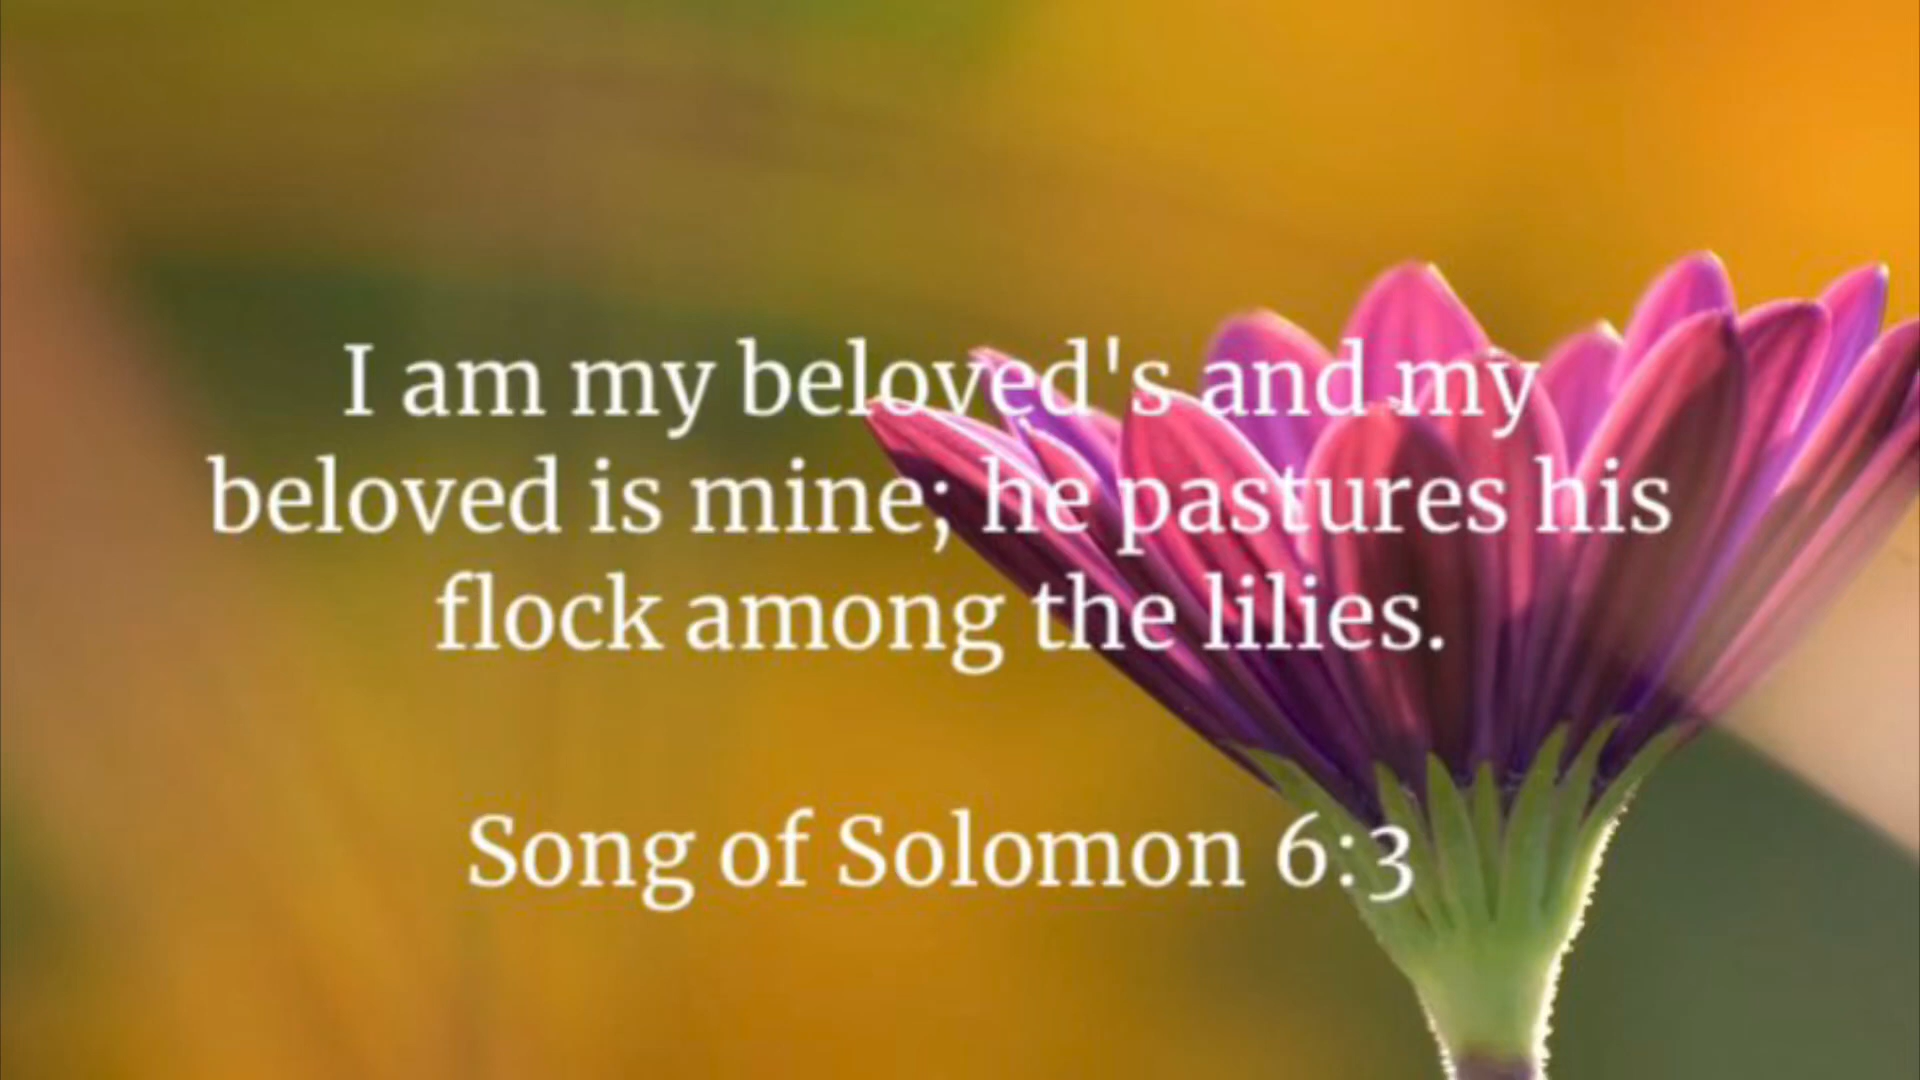 I am my beloved's and my
beloved is mine; he pastures his
flock among the lilies.
Song of Solomon 6:3